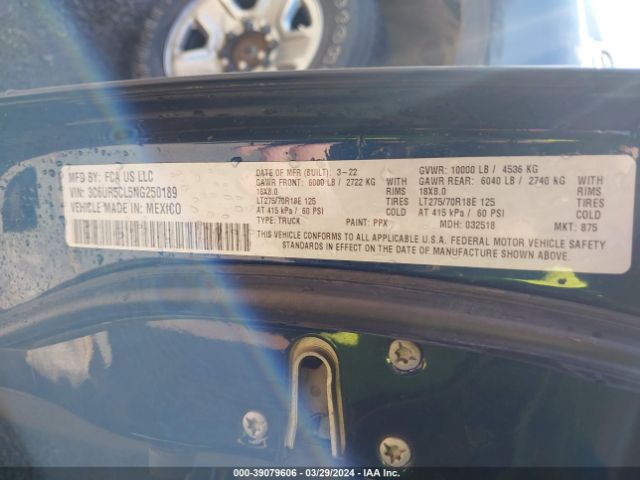 MFD BY: FCA US LLC
VIN: 3C6UR5CL5NG250189
VEHICLE MADE IN: MEXICO
DATE OF MFR (BUILT): 3-22
GVWR: 10000 LB / 4536 KG
GAWR FRONT: 6000 LB / 2722 KG WITH
GAWR REAR: 6040 LB / 2740 KG WITH
18X8.0 RIMS
18X8.0 RIMS
LT275/70R18E 125 TIRES
LT275/70R18E 125 TIRES
AT 415 kPa / 60 PSI
AT 415 kPa / 60 PSI
TYPE: TRUCK PAINT: PPX MDH: 032518 MKT: 875
THIS VEHICLE CONFORMS TO ALL APPLICABLE U.S.A. FEDERAL MOTOR VEHICLE SAFETY
STANDARDS IN EFFECT ON THE DATE OF MANUFACTURE SHOWN ABOVE.
000-39079606 / 03/29/2024 - IAA Inc.